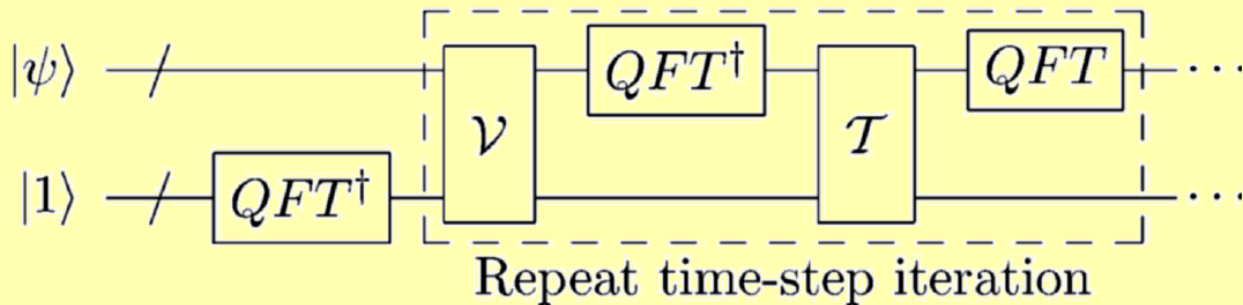 |ψ⟩ QFT† QFT ···
𝒱 𝒯
|1⟩ QFT† ···
Repeat time-step iteration